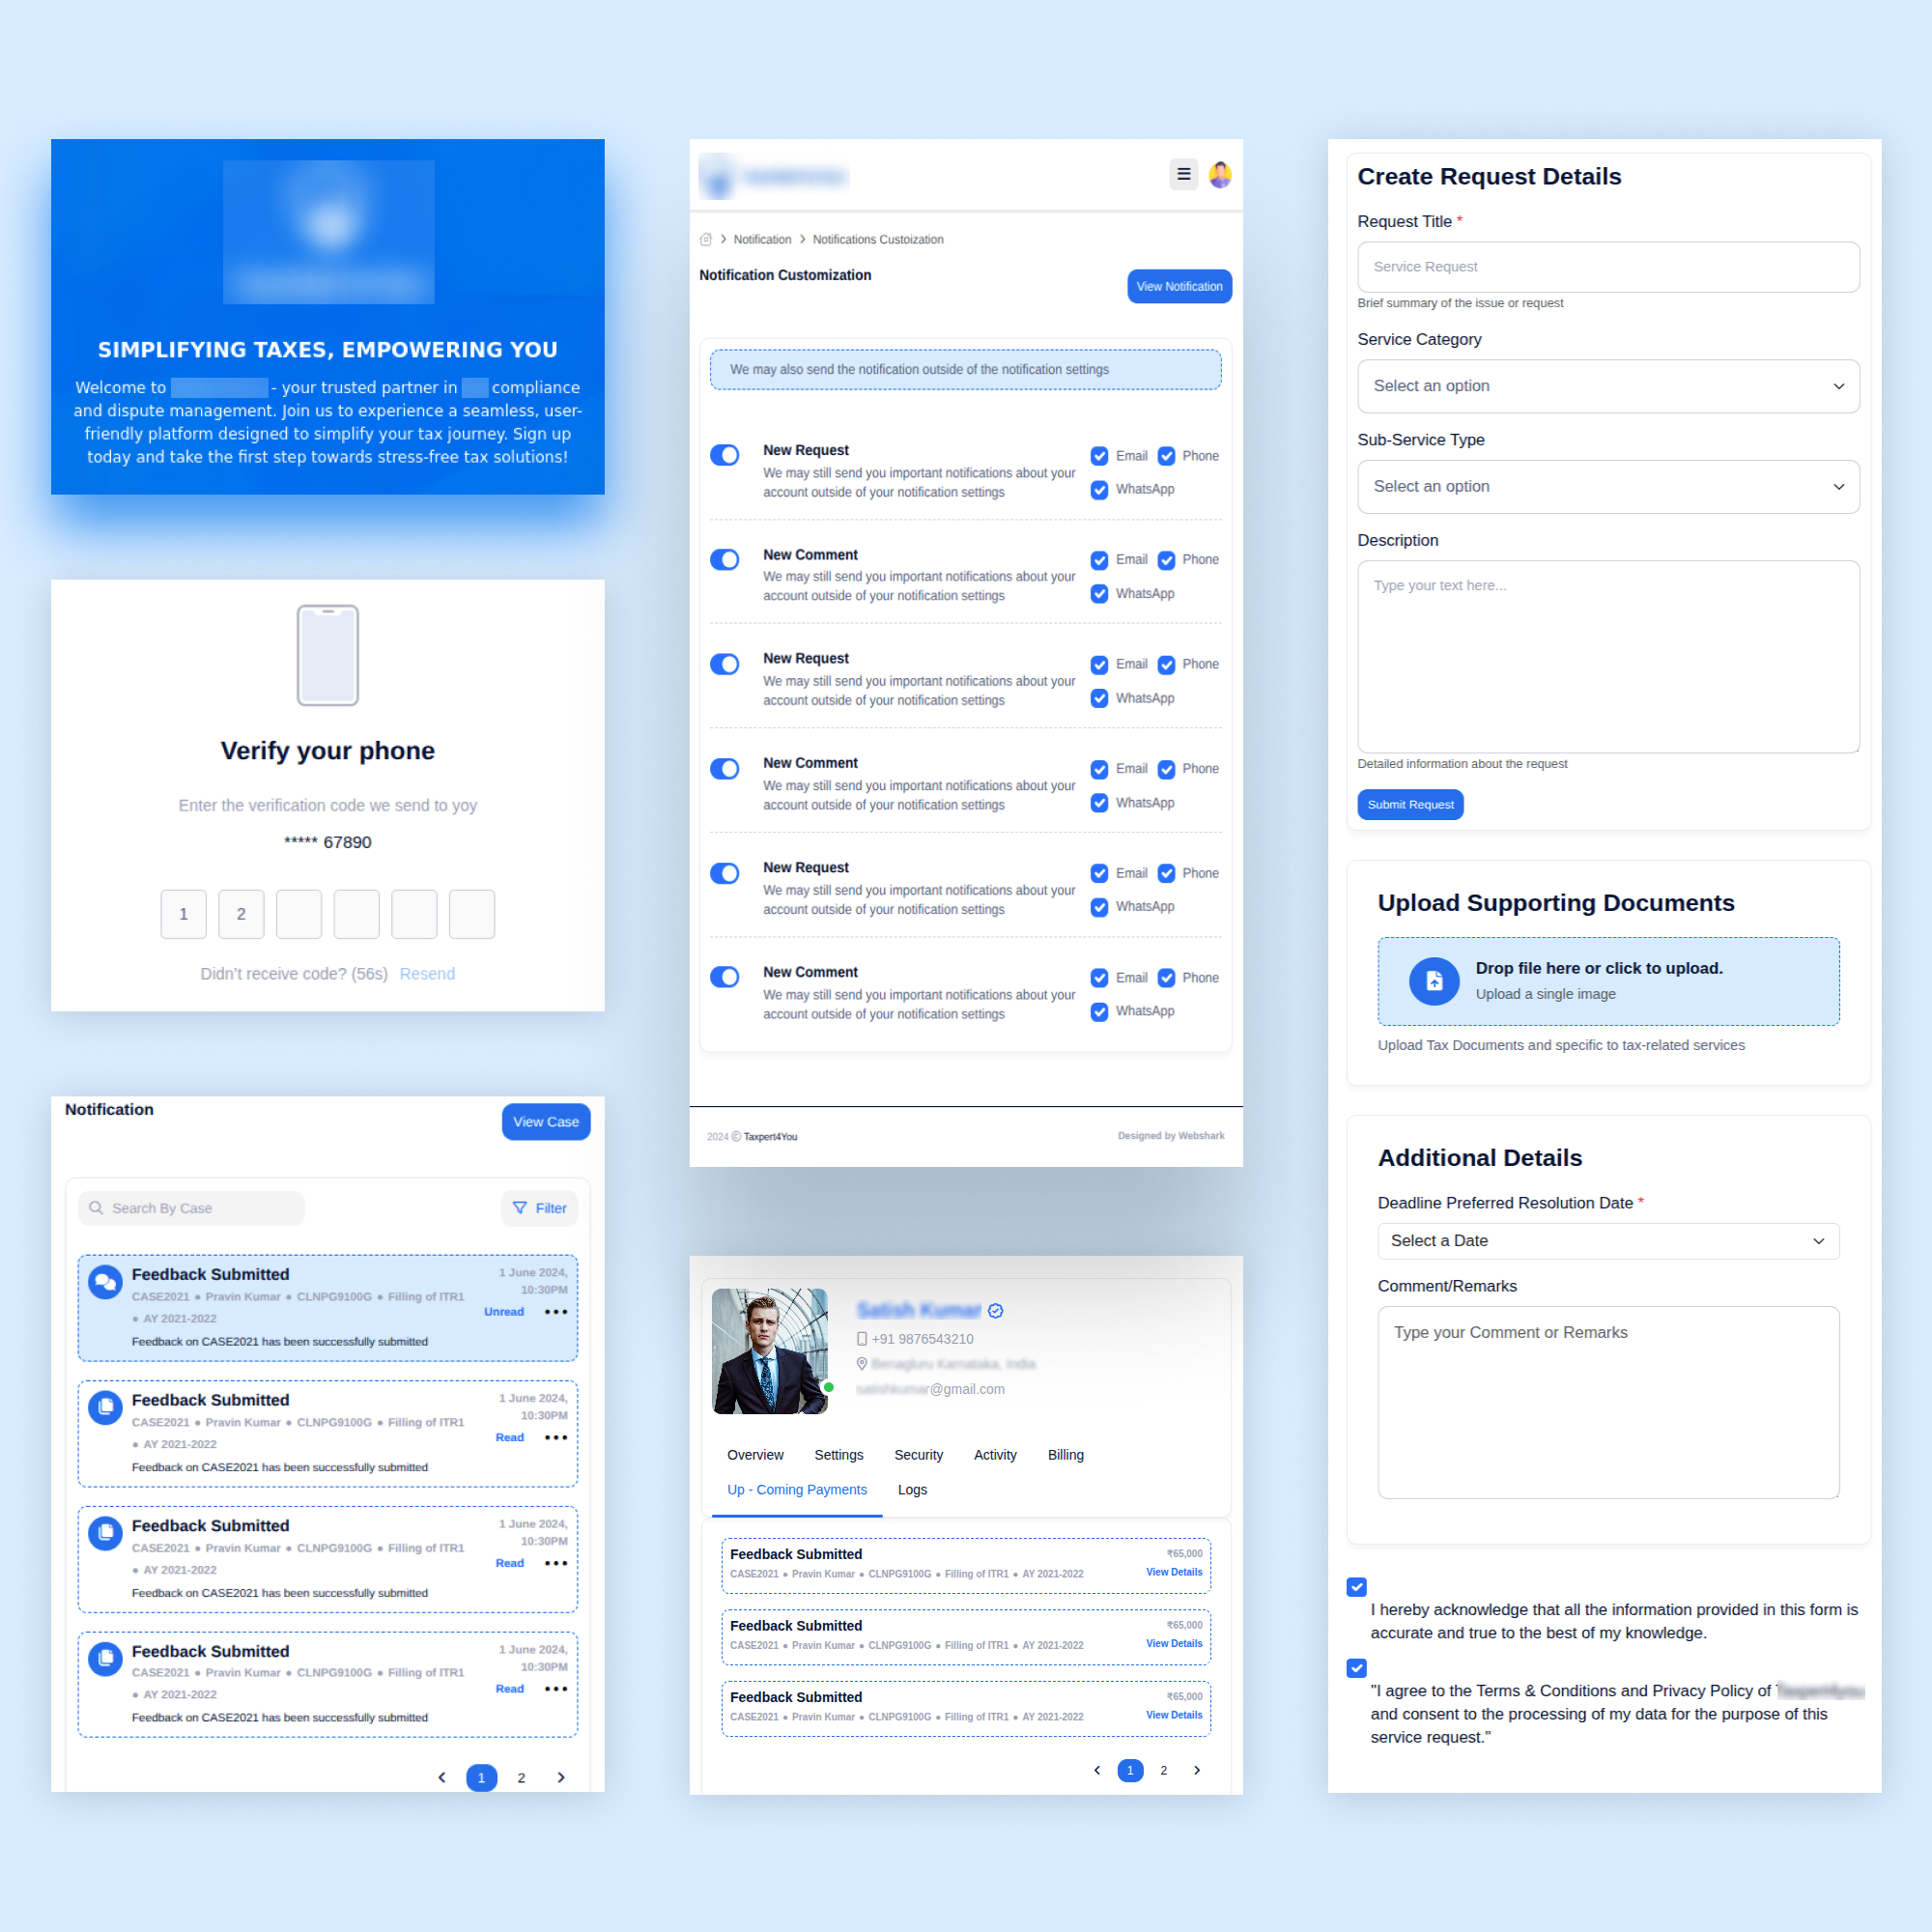 SIMPLIFYING TAXES, EMPOWERING YOU
Welcome to - your trusted partner in compliance
and dispute management. Join us to experience a seamless, user-
friendly platform designed to simplify your tax journey. Sign up
today and take the first step towards stress-free tax solutions!
Verify your phone
Enter the verification code we send to yoy
***** 67890
1 2
Didn't receive code? (56s) Resend
Notification
View Case
Search By Case
Filter
Feedback Submitted
1 June 2024,
10:30PM
CASE2021 ● Pravin Kumar ● CLNPG9100G ● Filling of ITR1
● AY 2021-2022
Unread
Feedback on CASE2021 has been successfully submitted
Feedback Submitted
1 June 2024,
10:30PM
CASE2021 ● Pravin Kumar ● CLNPG9100G ● Filling of ITR1
● AY 2021-2022
Read
Feedback on CASE2021 has been successfully submitted
Feedback Submitted
1 June 2024,
10:30PM
CASE2021 ● Pravin Kumar ● CLNPG9100G ● Filling of ITR1
● AY 2021-2022
Read
Feedback on CASE2021 has been successfully submitted
Feedback Submitted
1 June 2024,
10:30PM
CASE2021 ● Pravin Kumar ● CLNPG9100G ● Filling of ITR1
● AY 2021-2022
Read
Feedback on CASE2021 has been successfully submitted
1 2
Notification > Notifications Custoization
Notification Customization
View Notification
We may also send the notification outside of the notification settings
New Request
We may still send you important notifications about your
account outside of your notification settings
Email Phone
WhatsApp
New Comment
We may still send you important notifications about your
account outside of your notification settings
Email Phone
WhatsApp
New Request
We may still send you important notifications about your
account outside of your notification settings
Email Phone
WhatsApp
New Comment
We may still send you important notifications about your
account outside of your notification settings
Email Phone
WhatsApp
New Request
We may still send you important notifications about your
account outside of your notification settings
Email Phone
WhatsApp
New Comment
We may still send you important notifications about your
account outside of your notification settings
Email Phone
WhatsApp
2024 © Taxpert4You
Designed by Webshark
Satish Kumar
+91 9876543210
Karnataka, India
satishkumar@gmail.com
Overview Settings Security Activity Billing
Up - Coming Payments Logs
Feedback Submitted
₹65,000
CASE2021 ● Pravin Kumar ● CLNPG9100G ● Filling of ITR1 ● AY 2021-2022
View Details
Feedback Submitted
₹65,000
CASE2021 ● Pravin Kumar ● CLNPG9100G ● Filling of ITR1 ● AY 2021-2022
View Details
Feedback Submitted
₹65,000
CASE2021 ● Pravin Kumar ● CLNPG9100G ● Filling of ITR1 ● AY 2021-2022
View Details
1 2
Create Request Details
Request Title *
Service Request
Brief summary of the issue or request
Service Category
Select an option
Sub-Service Type
Select an option
Description
Type your text here...
Detailed information about the request
Submit Request
Upload Supporting Documents
Drop file here or click to upload.
Upload a single image
Upload Tax Documents and specific to tax-related services
Additional Details
Deadline Preferred Resolution Date *
Select a Date
Comment/Remarks
Type your Comment or Remarks
I hereby acknowledge that all the information provided in this form is
accurate and true to the best of my knowledge.
"I agree to the Terms & Conditions and Privacy Policy of
and consent to the processing of my data for the purpose of this
service request."